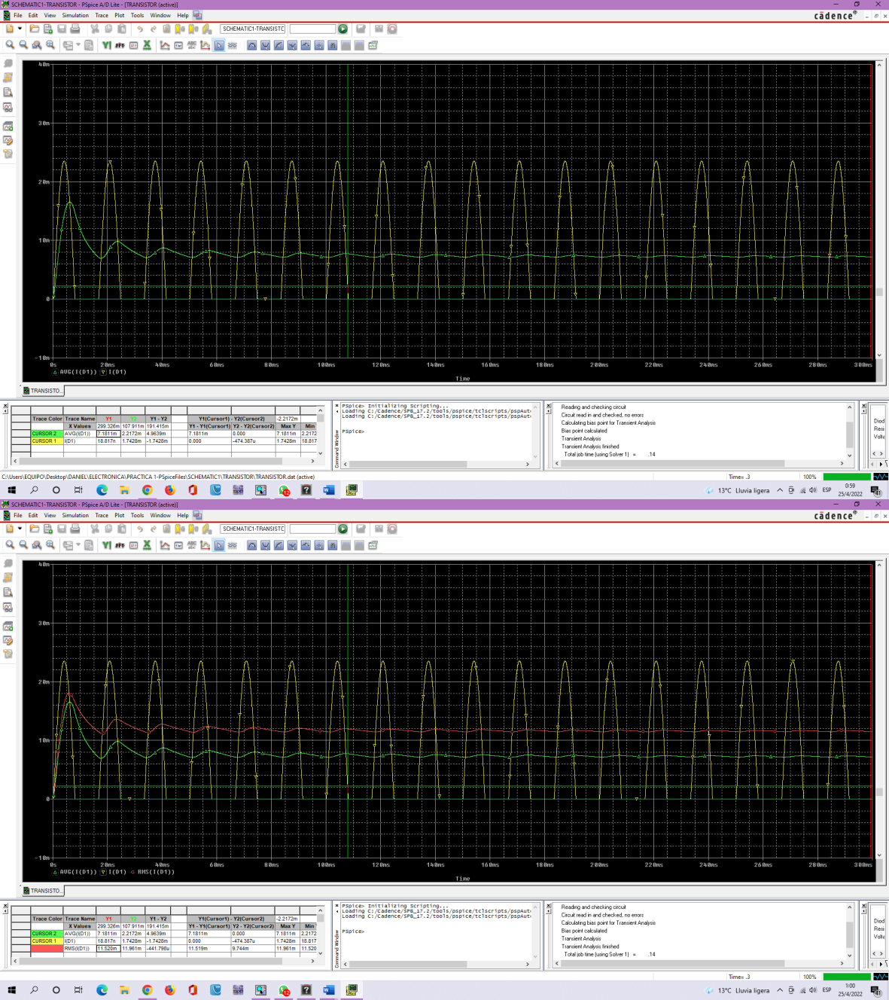 SCHEMATIC1-TRANSISTOR - PSpice A/D Lite - [TRANSISTOR (active)]
File Edit View Simulation Trace Plot Tools Window Help
cādence®
SCHEMATIC1-TRANSISTC
40m
30m
20m
10m
0
-10m
0s 20ms 40ms 60ms 80ms 100ms 120ms 140ms 160ms 180ms 200ms 220ms 240ms 260ms 280ms 300ms
AVG(I(D1)) I(D1)
Time
TRANSISTO...
Trace Color Trace Name Y1 Y2 Y1 - Y2 Y1(Cursor1) - Y2(Cursor2) -2.2172m
X Values 299.326m 107.911m 191.415m Y1 - Y1(Cursor1) Y2 - Y2(Cursor2) Max Y Min
CURSOR 2 AVG(I(D1)) 7.1811m 2.2172m 4.9639m 7.1811m 0.000 7.1811m 2.2172
CURSOR 1 I(D1) 18.817n 1.7428m -1.7428m 0.000 -474.387u 1.7428m 18.817
Command Window
PSpice> Initializing Scripting...
Loading C:/Cadence/SPB_17.2/tools/pspice/tclscripts/pspAut
Loading C:/Cadence/SPB_17.2/tools/pspice/tclscripts/pspAut
PSpice>
Reading and checking circuit
Circuit read in and checked, no errors
Calculating bias point for Transient Analysis
Bias point calculated
Transient Analysis
Transient Analysis finished
Total job time (using Solver 1) = .14
Diod
Resi
Volta
C:\Users\EQUIPO\Desktop\DANIEL\ELECTRONICA\PRACTICA 1-PSpiceFiles\SCHEMATIC1\TRANSISTOR\TRANSISTOR.dat (active)
Time= .3 100%
13°C Lluvia ligera ESP 0:59
25/4/2022
SCHEMATIC1-TRANSISTOR - PSpice A/D Lite - [TRANSISTOR (active)]
File Edit View Simulation Trace Plot Tools Window Help
cādence®
SCHEMATIC1-TRANSISTC
40m
30m
20m
10m
0
-10m
0s 20ms 40ms 60ms 80ms 100ms 120ms 140ms 160ms 180ms 200ms 220ms 240ms 260ms 280ms 300ms
AVG(I(D1)) I(D1) RMS(I(D1))
Time
TRANSISTO...
Trace Color Trace Name Y1 Y2 Y1 - Y2 Y1(Cursor1) - Y2(Cursor2) -2.2172m
X Values 299.326m 107.911m 191.415m Y1 - Y1(Cursor1) Y2 - Y2(Cursor2) Max Y Min
CURSOR 2 AVG(I(D1)) 7.1811m 2.2172m 4.9639m 7.1811m 0.000 7.1811m 2.2172
CURSOR 1 I(D1) 18.817n 1.7428m -1.7428m 0.000 -474.387u 1.7428m 18.817
RMS(I(D1)) 11.520m 11.961m -441.798u 11.519m 9.744m 11.961m 11.520
Command Window
PSpice> Initializing Scripting...
Loading C:/Cadence/SPB_17.2/tools/pspice/tclscripts/pspAut
Loading C:/Cadence/SPB_17.2/tools/pspice/tclscripts/pspAut
PSpice>
Reading and checking circuit
Circuit read in and checked, no errors
Calculating bias point for Transient Analysis
Bias point calculated
Transient Analysis
Transient Analysis finished
Total job time (using Solver 1) = .14
Diod
Resi
Volta
Time= .3 100%
13°C Lluvia ligera ESP 1:00
25/4/2022